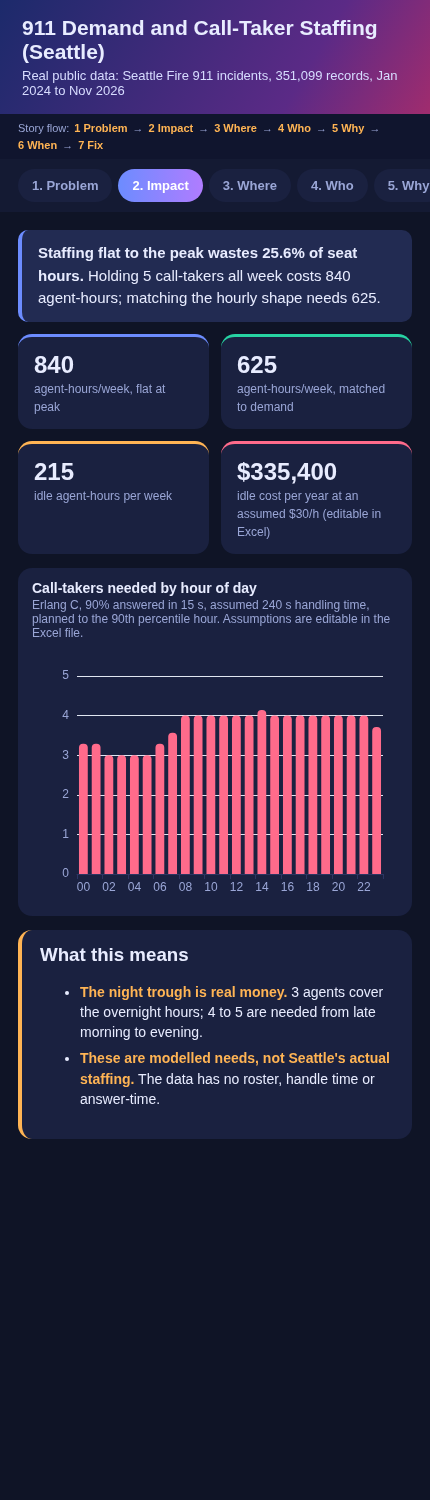 911 Demand and Call-Taker Staffing
(Seattle)
Real public data: Seattle Fire 911 incidents, 351,099 records, Jan
2024 to Nov 2026
Story flow: 1 Problem → 2 Impact → 3 Where → 4 Who → 5 Why →
6 When → 7 Fix
1. Problem 2. Impact 3. Where 4. Who 5. Why
Staffing flat to the peak wastes 25.6% of seat
hours. Holding 5 call-takers all week costs 840
agent-hours; matching the hourly shape needs 625.
840
agent-hours/week, flat at
peak
625
agent-hours/week, matched
to demand
215
idle agent-hours per week
$335,400
idle cost per year at an
assumed $30/h (editable in
Excel)
Call-takers needed by hour of day
Erlang C, 90% answered in 15 s, assumed 240 s handling time,
planned to the 90th percentile hour. Assumptions are editable in the
Excel file.
5
4
3
2
1
0
00 02 04 06 08 10 12 14 16 18 20 22
What this means
• The night trough is real money. 3 agents cover
the overnight hours; 4 to 5 are needed from late
morning to evening.
• These are modelled needs, not Seattle's actual
staffing. The data has no roster, handle time or
answer-time.